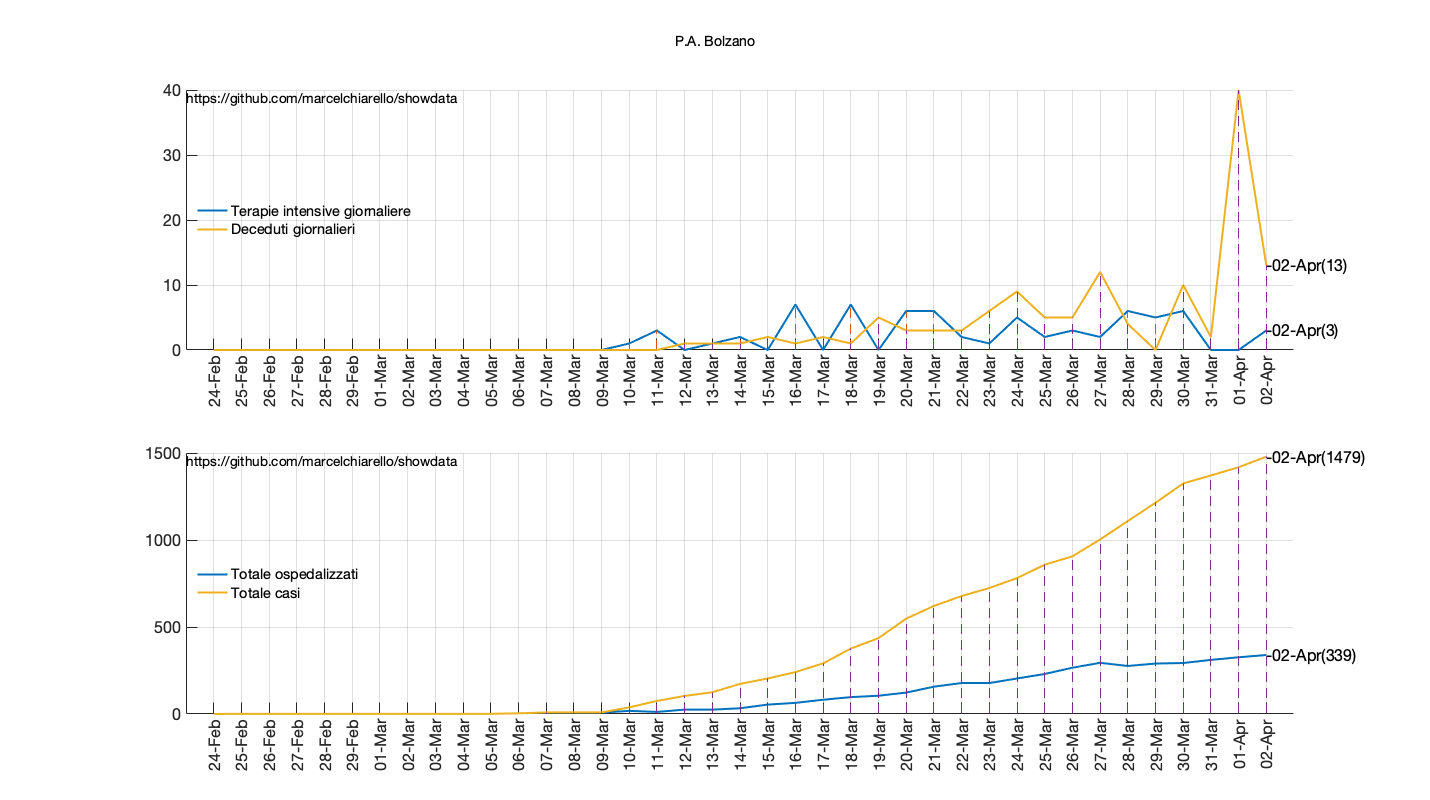 P.A. Bolzano
40
https://github.com/marcelchiarello/showdata
30
Terapie intensive giornaliere
20
Deceduti giornalieri
-02-Apr(13)
10
-02-Apr(3)
0
24-Feb
25-Feb
26-Feb
27-Feb
28-Feb
29-Feb
01-Mar
02-Mar
03-Mar
04-Mar
05-Mar
06-Mar
07-Mar
08-Mar
09-Mar
10-Mar
11-Mar
12-Mar
13-Mar
14-Mar
15-Mar
16-Mar
17-Mar
18-Mar
19-Mar
20-Mar
21-Mar
22-Mar
23-Mar
24-Mar
25-Mar
26-Mar
27-Mar
28-Mar
29-Mar
30-Mar
31-Mar
01-Apr
02-Apr
1500
https://github.com/marcelchiarello/showdata
-02-Apr(1479)
1000
Totale ospedalizzati
Totale casi
500
-02-Apr(339)
0
24-Feb
25-Feb
26-Feb
27-Feb
28-Feb
29-Feb
01-Mar
02-Mar
03-Mar
04-Mar
05-Mar
06-Mar
07-Mar
08-Mar
09-Mar
10-Mar
11-Mar
12-Mar
13-Mar
14-Mar
15-Mar
16-Mar
17-Mar
18-Mar
19-Mar
20-Mar
21-Mar
22-Mar
23-Mar
24-Mar
25-Mar
26-Mar
27-Mar
28-Mar
29-Mar
30-Mar
31-Mar
01-Apr
02-Apr